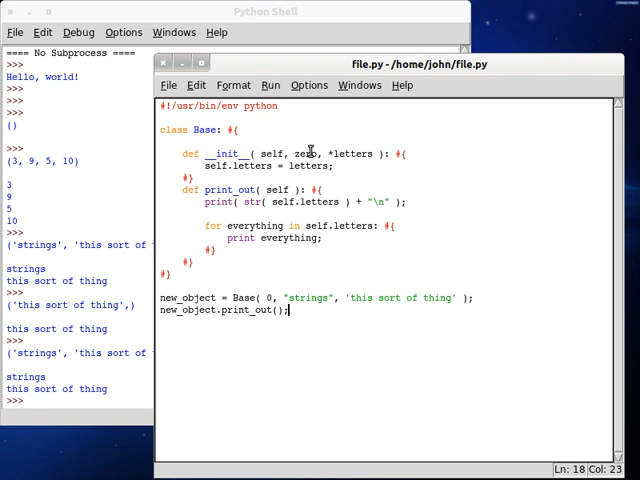 Python Shell
File Edit Debug Options Windows Help
==== No Subprocess ====
>>>
Hello, world!
>>>
>>>
>>>
()
>>>
(3, 9, 5, 10)
3
9
5
10
>>>
('strings', 'this sort of
strings
this sort of thing
>>>
('this sort of thing',)
this sort of thing
>>>
('strings', 'this sort of
strings
this sort of thing
>>>
file.py - /home/john/file.py
File Edit Format Run Options Windows Help
#!/usr/bin/env python
class Base: #{
def __init__( self, zero, *letters ): #{
self.letters = letters;
#}
def print_out( self ): #{
print( str( self.letters ) + "\n" );
for everything in self.letters: #{
print everything;
#}
#}
#}
new_object = Base( 0, "strings", 'this sort of thing' );
new_object.print_out();
Ln: 18 Col: 23